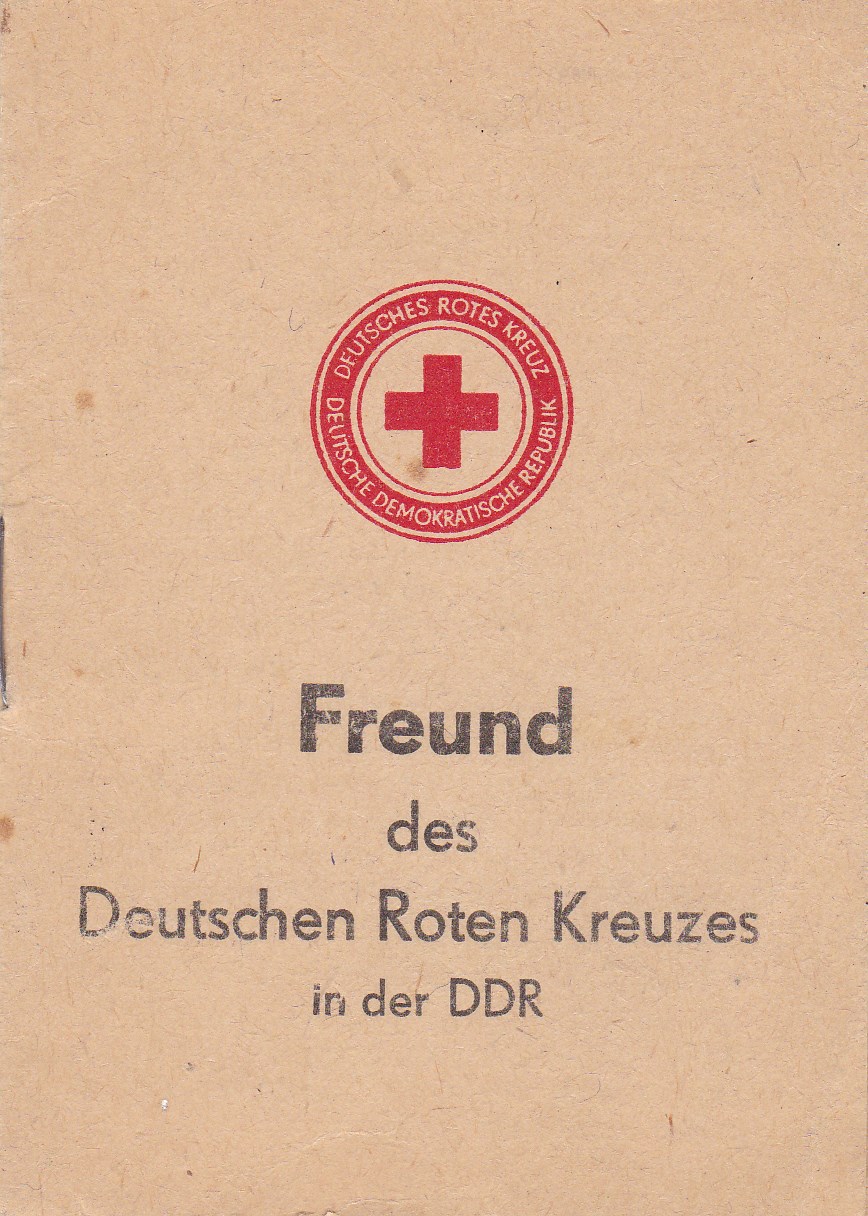 DEUTSCHES ROTES KREUZ
DEUTSCHE DEMOKRATISCHE REPUBLIK
Freund
des
Deutschen Roten Kreuzes
in der DDR